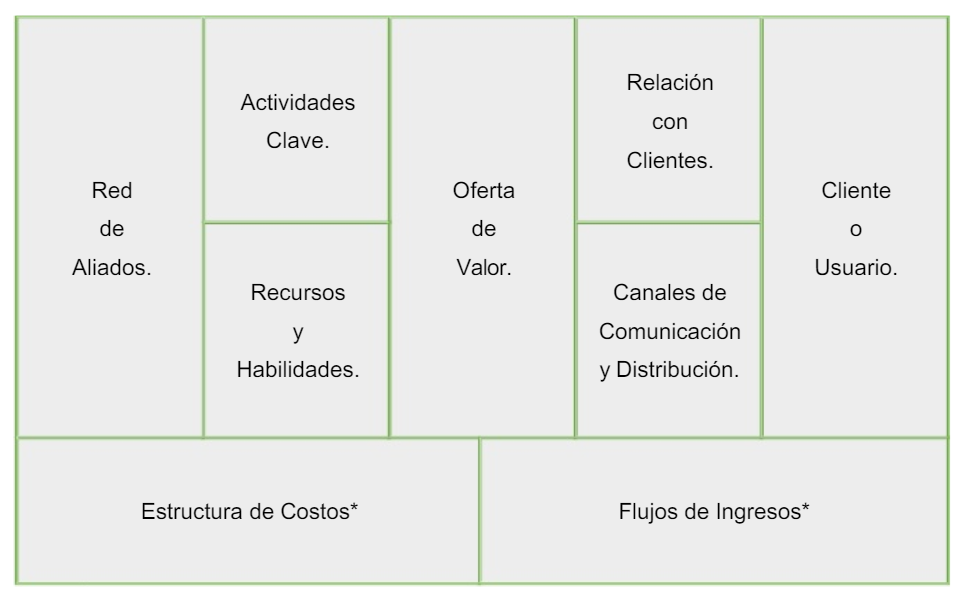 Red
de
Aliados.
Actividades
Clave.
Recursos
y
Habilidades.
Oferta
de
Valor.
Relación
con
Clientes.
Canales de
Comunicación
y Distribución.
Cliente
o
Usuario.
Estructura de Costos*
Flujos de Ingresos*